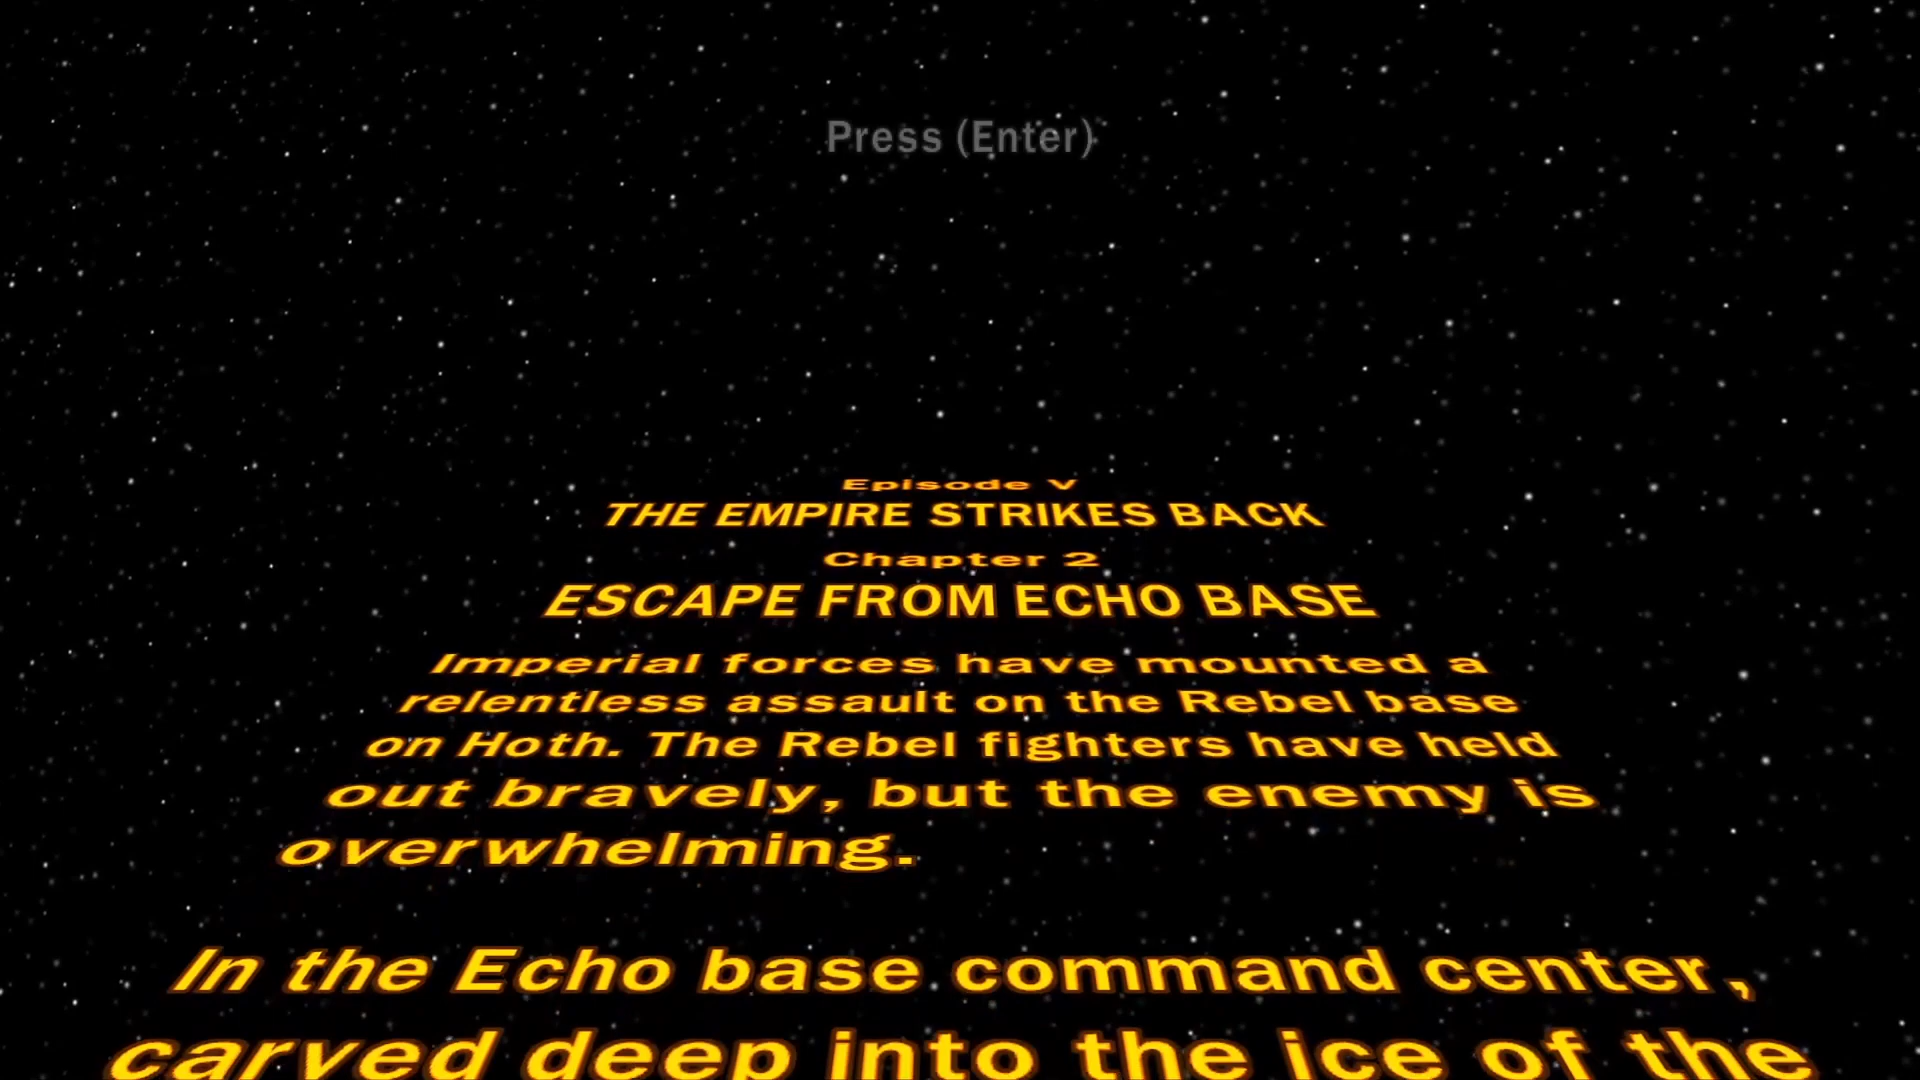 Press (Enter)
Episode V
THE EMPIRE STRIKES BACK
Chapter 2
ESCAPE FROM ECHO BASE
Imperial forces have mounted a
relentless assault on the Rebel base
on Hoth. The Rebel fighters have held
out bravely, but the enemy is
overwhelming.
In the Echo base command center,
carved deep into the ice of the